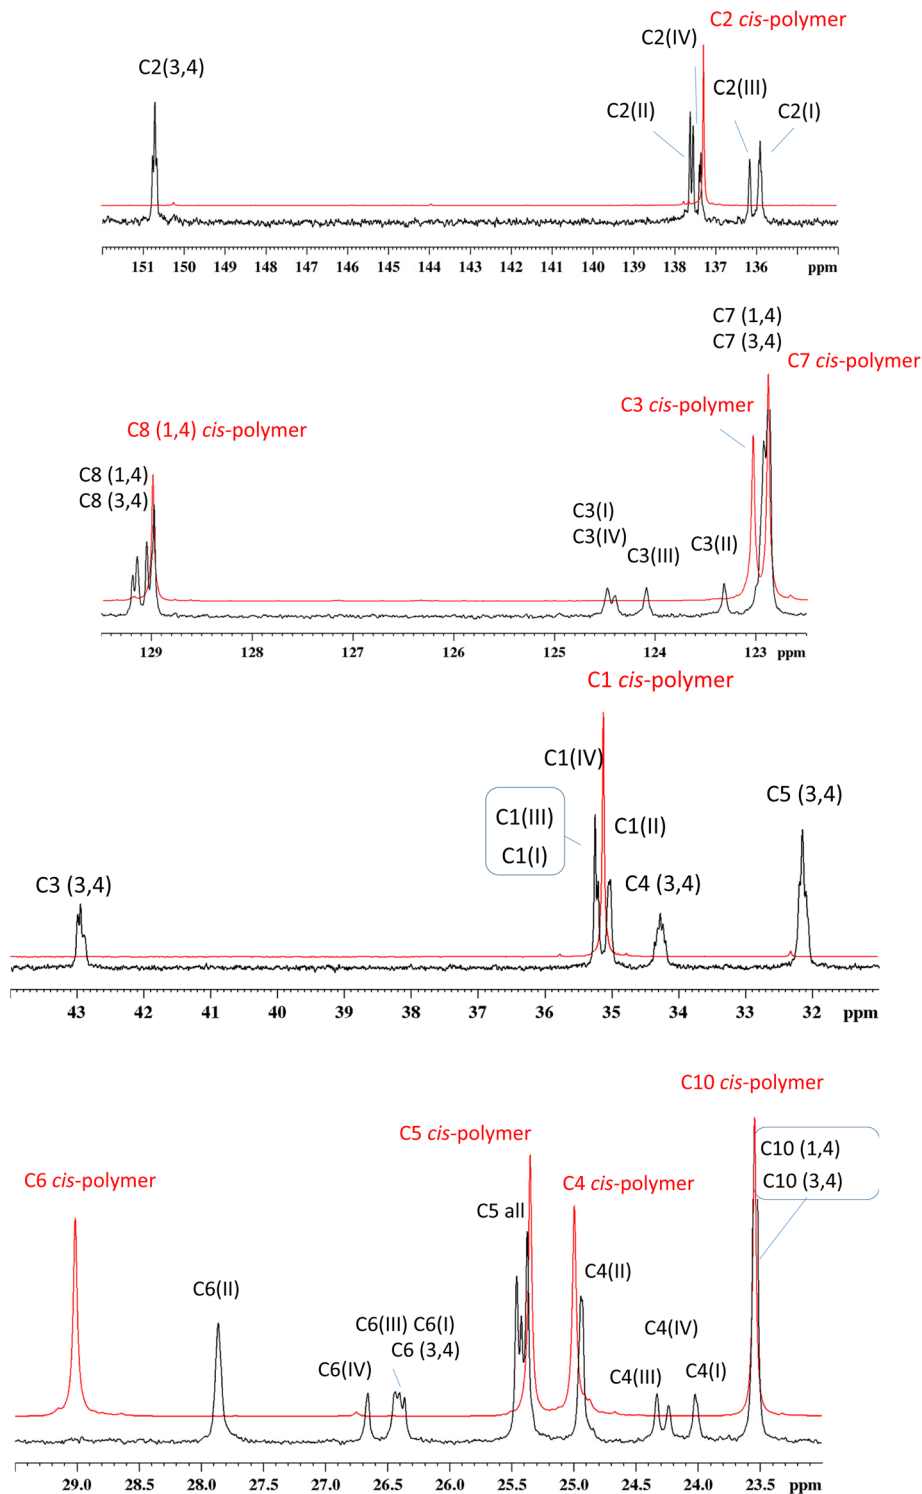 C2 cis-polymer
C2(IV)
C2(3,4)
C2(III)
C2(II)
C2(I)
151 150 149 148 147 146 145 144 143 142 141 140 139 138 137 136 ppm
C7 (1,4)
C7 (3,4)
C7 cis-polymer
C3 cis-polymer
C8 (1,4) cis-polymer
C8 (1,4)
C8 (3,4)
C3(I)
C3(IV)
C3(III)
C3(II)
129 128 127 126 125 124 123 ppm
C1 cis-polymer
C1(IV)
C5 (3,4)
C1(III)
C1(II)
C1(I)
C3 (3,4)
C4 (3,4)
43 42 41 40 39 38 37 36 35 34 33 32 ppm
C10 cis-polymer
C5 cis-polymer
C10 (1,4)
C6 cis-polymer
C4 cis-polymer
C10 (3,4)
C5 all
C4(II)
C6(II)
C6(III) C6(I)
C4(IV)
C6 (3,4)
C6(IV)
C4(III)
C4(I)
29.0 28.5 28.0 27.5 27.0 26.5 26.0 25.5 25.0 24.5 24.0 23.5 ppm